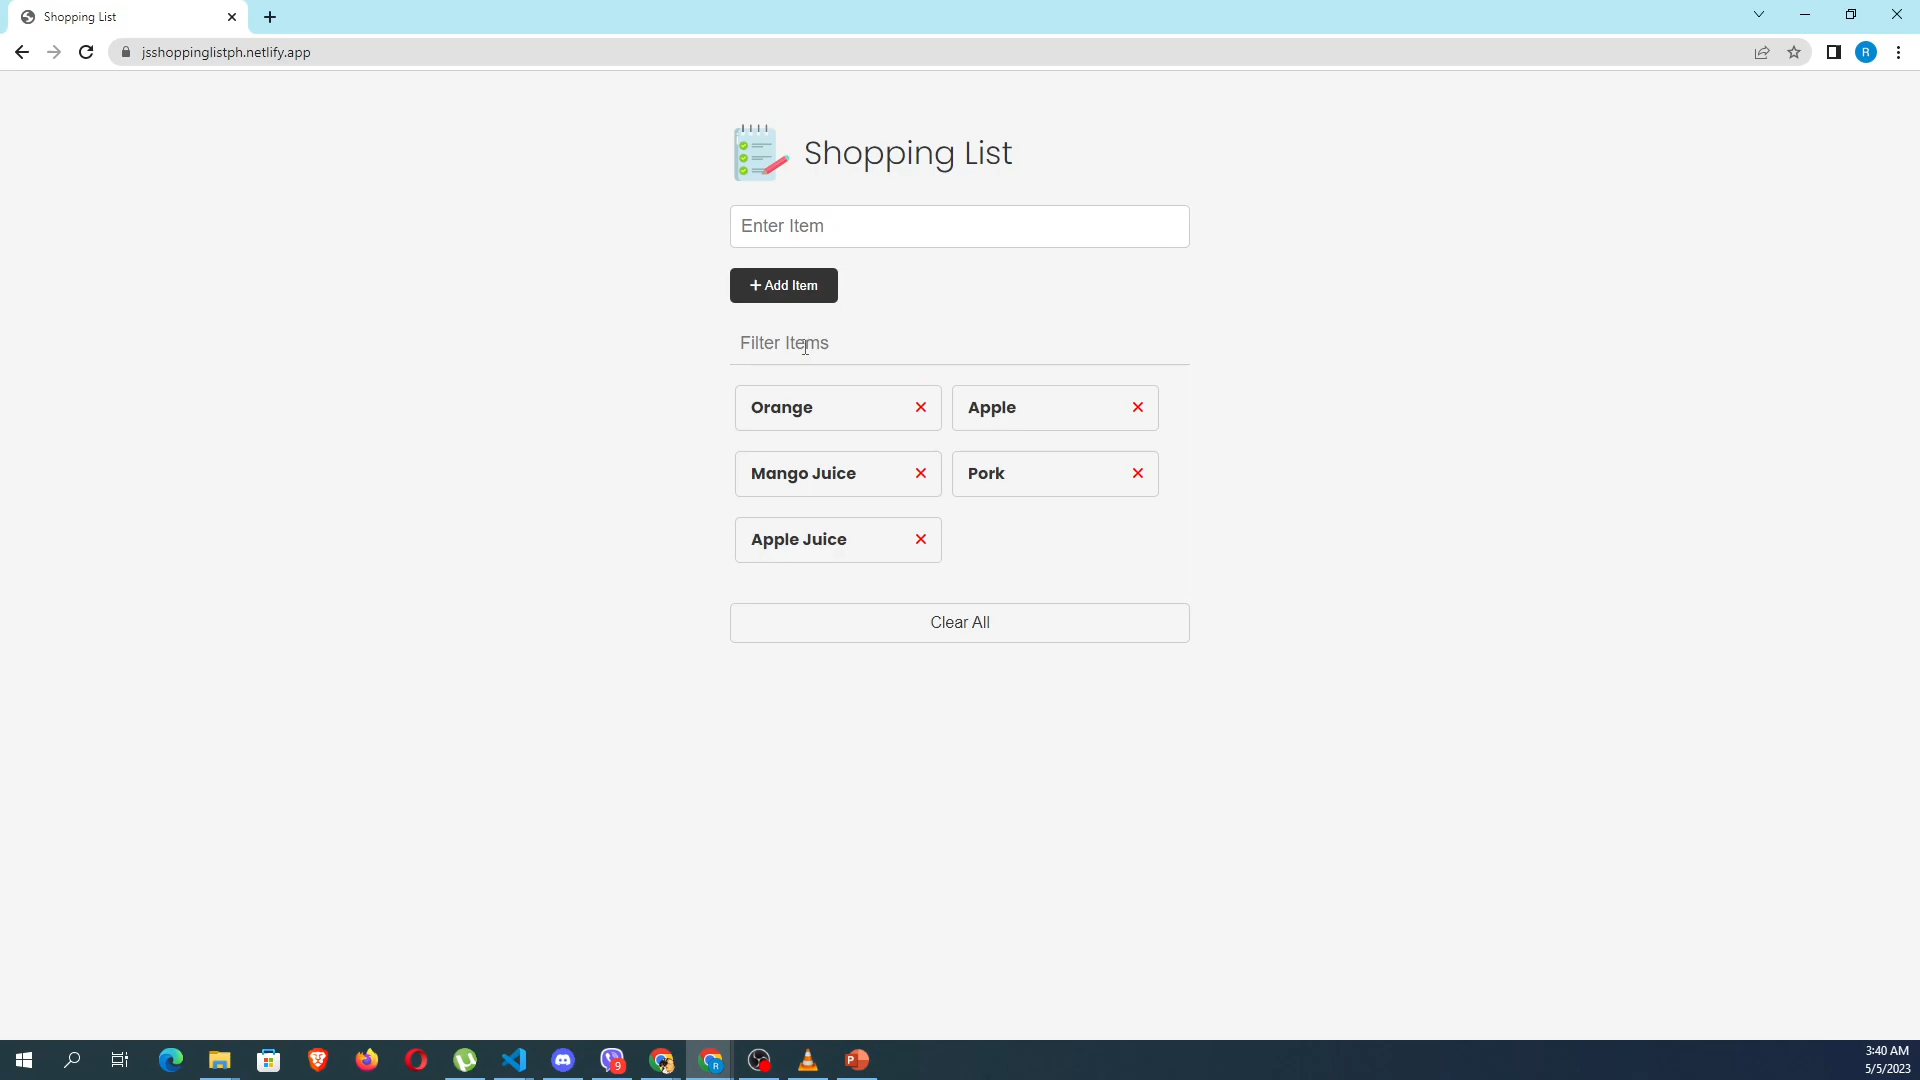 Shopping List
jsshoppinglistph.netlify.app
R
Shopping List
Enter Item
+ Add Item
Filter Items
Orange
Apple
Mango Juice
Pork
Apple Juice
Clear All
9
R
P
3:40 AM
5/5/2023